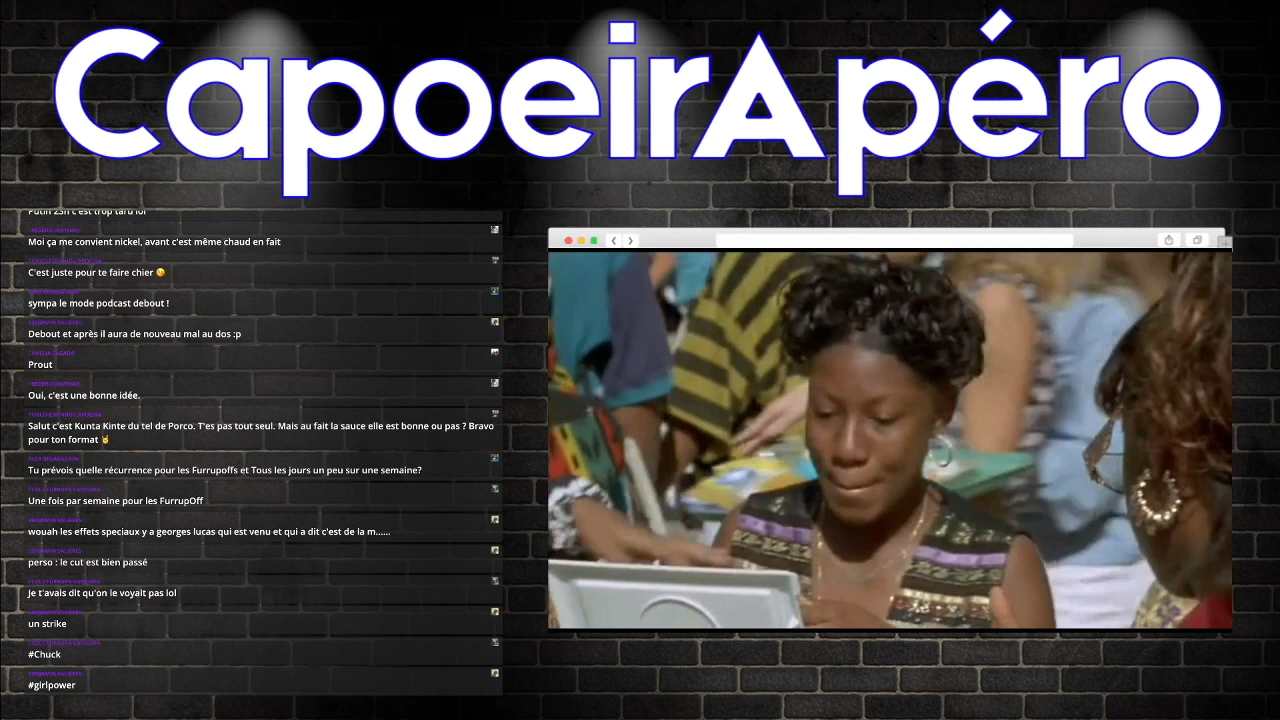 CapoeirApéro
Putin 23h c'est trop tard lol
Moi ça me convient nickel, avant c'est même chaud en fait
C'est juste pour te faire chier 😘
sympa le mode podcast debout !
Debout et après il aura de nouveau mal au dos :p
Prout
Oui, c'est une bonne idée.
Salut c'est Kunta Kinte du tel de Porco. T'es pas tout seul. Mais au fait la sauce elle est bonne ou pas ? Bravo
pour ton format 🤘
Tu prévois quelle récurrence pour les Furrupoffs et Tous les jours un peu sur une semaine?
Une fois par semaine pour les FurrupOff
BENJAMIN SALIÈRES
wouah les effets speciaux y a georges lucas qui est venu et qui a dit c'est de la m......
BENJAMIN SALIÈRES
perso : le cut est bien passé
Je t'avais dit qu'on le voyait pas lol
un strike
#Chuck
BENJAMIN SALIÈRES
#girlpower